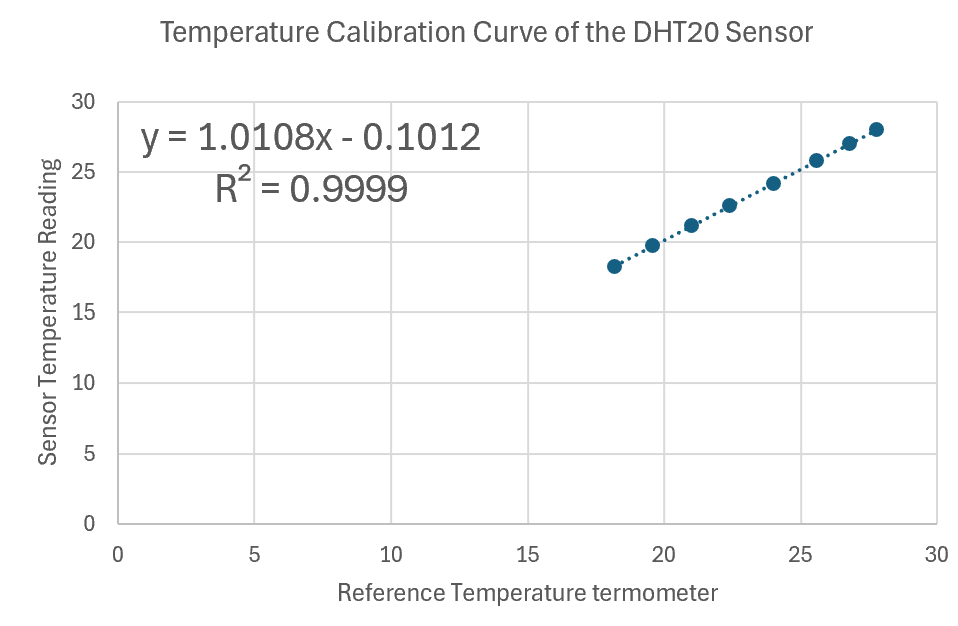 Temperature Calibration Curve of the DHT20 Sensor
y = 1.0108x - 0.1012
R² = 0.9999
Sensor Temperature Reading
30
25
20
15
10
5
0
0 5 10 15 20 25 30
Reference Temperature termometer